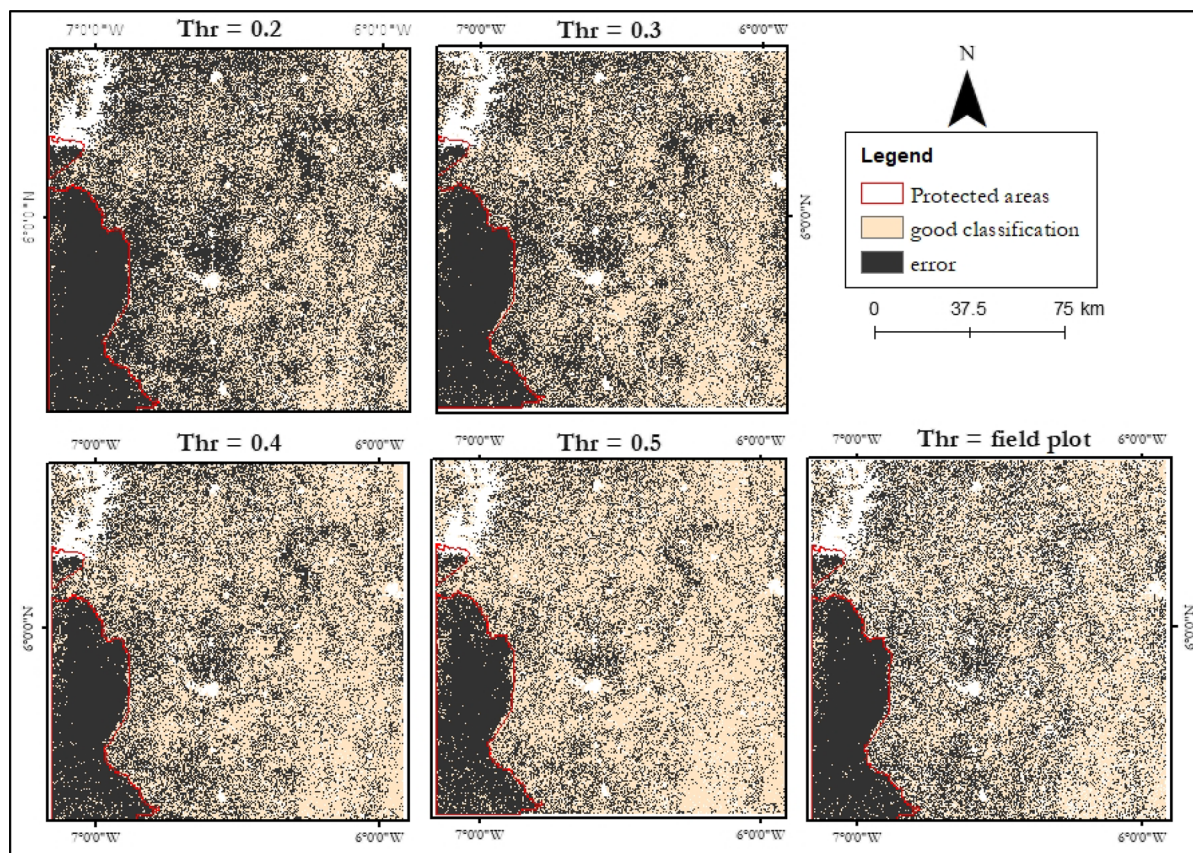 7°0'0"W
Thr = 0.2
6°0'0"W
7°0'0"W
Thr = 0.3
6°0'0"W
N
6°0'0"N
6°0'0"N
Legend
Protected areas
good classification
error
0 37.5 75 km
7°0'0"W
Thr = 0.4
6°0'0"W
7°0'0"W
Thr = 0.5
6°0'0"W
7°0'0"W
Thr = field plot
6°0'0"W
6°0'0"N
6°0'0"N
6°0'0"N
7°0'0"W
6°0'0"W
7°0'0"W
6°0'0"W
7°0'0"W
6°0'0"W